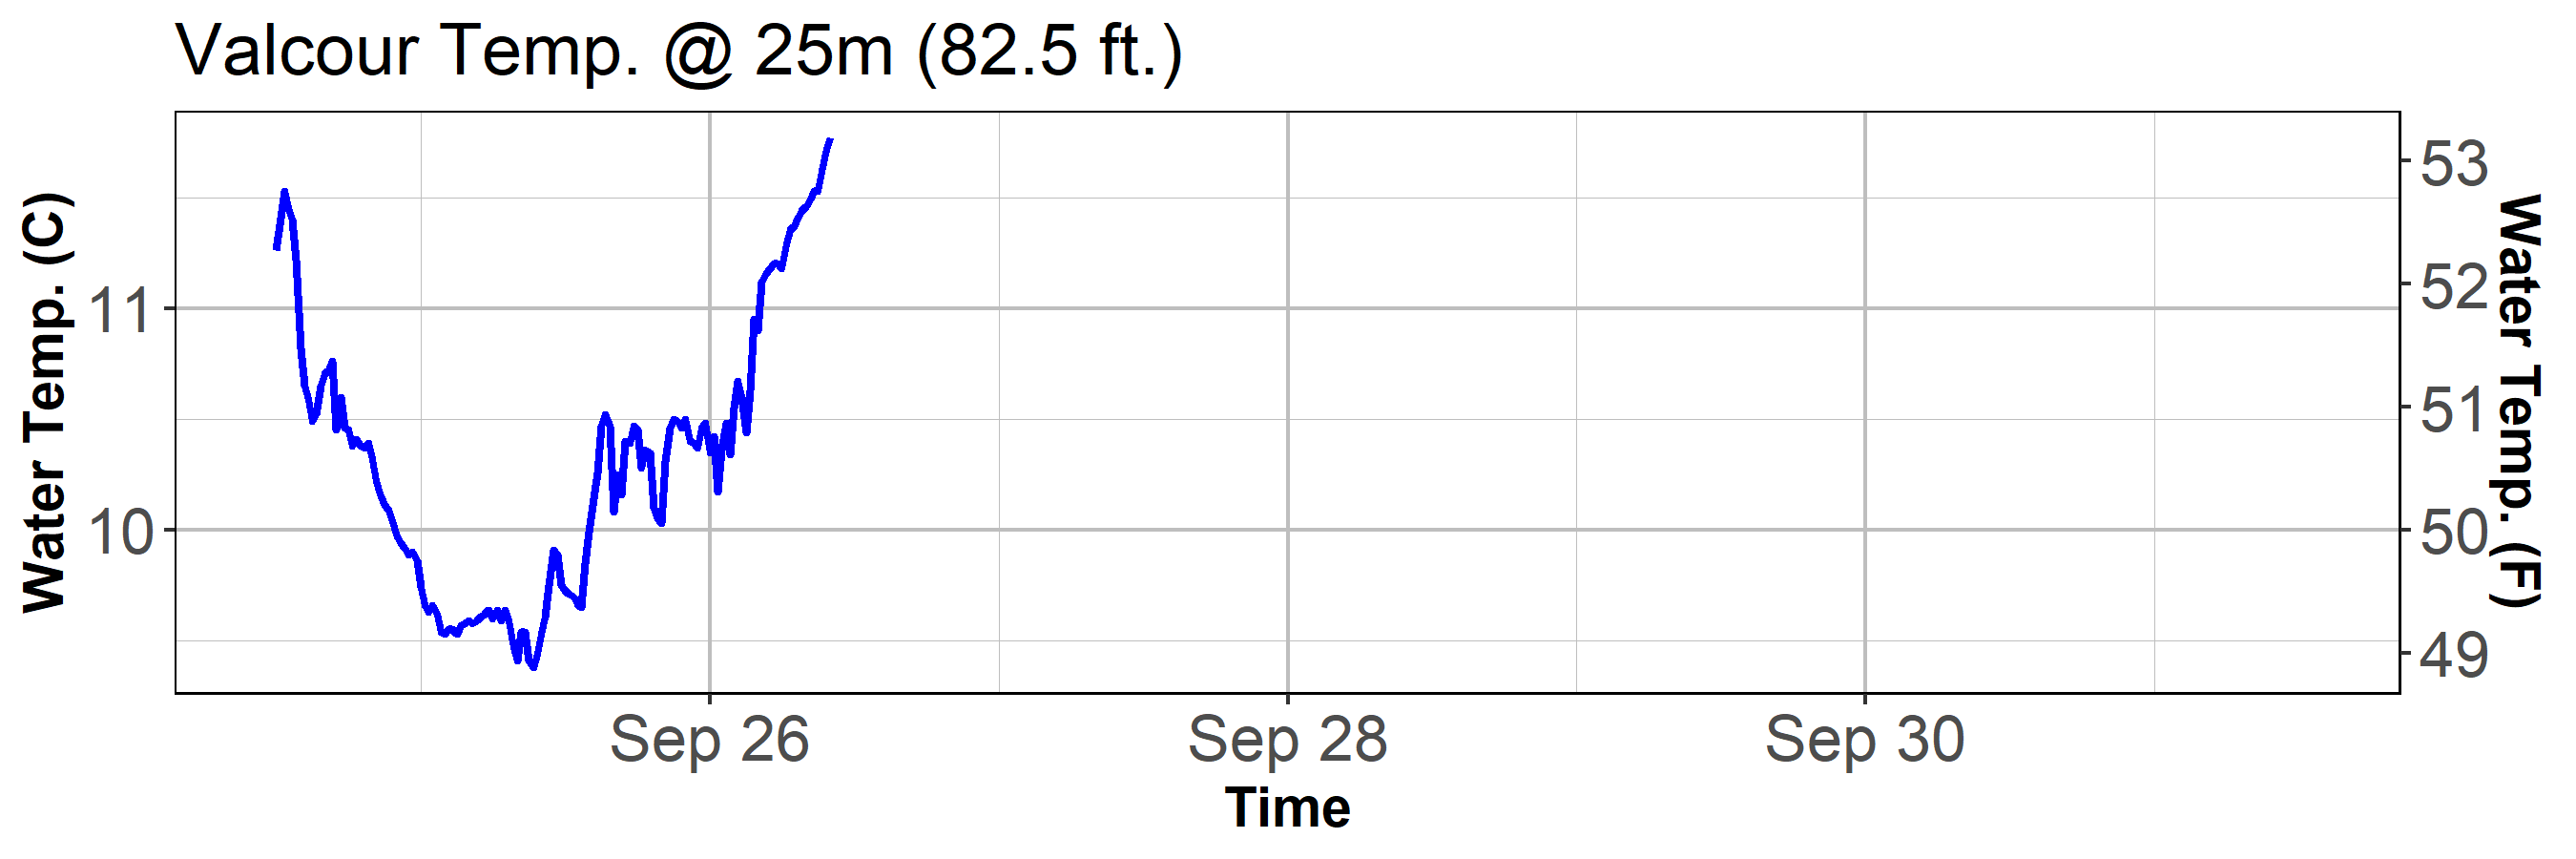 Valcour Temp. @ 25m (82.5 ft.)
Water Temp. (C)
11
10
53
52
51
50
49
Water Temp. (F)
Sep 26
Sep 28
Sep 30
Time